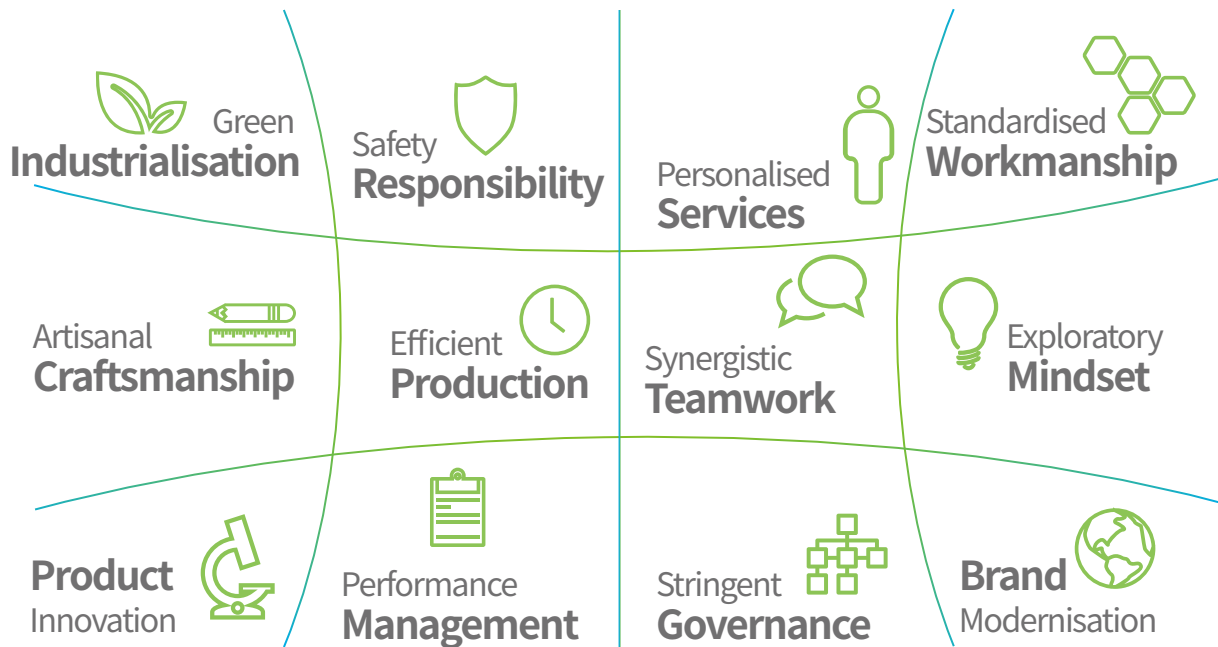 Green
Industrialisation
Safety
Responsibility
Personalised
Services
Standardised
Workmanship
Artisanal
Craftsmanship
Efficient
Production
Synergistic
Teamwork
Exploratory
Mindset
Product
Innovation
Performance
Management
Stringent
Governance
Brand
Modernisation